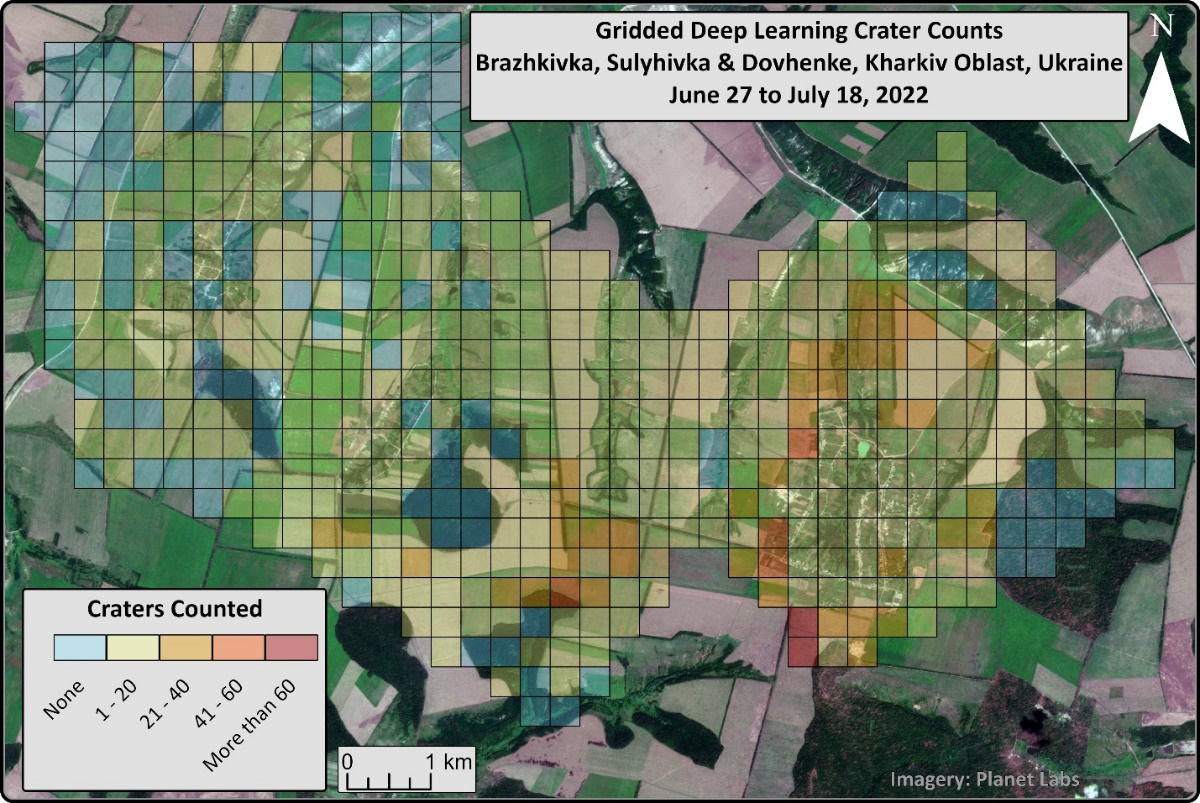 Gridded Deep Learning Crater Counts
Brazhkivka, Sulyhivka & Dovhenke, Kharkiv Oblast, Ukraine
June 27 to July 18, 2022
N
Craters Counted
None
1 - 20
21 - 40
41 - 60
More than 60
0 1 km
Imagery: Planet Labs